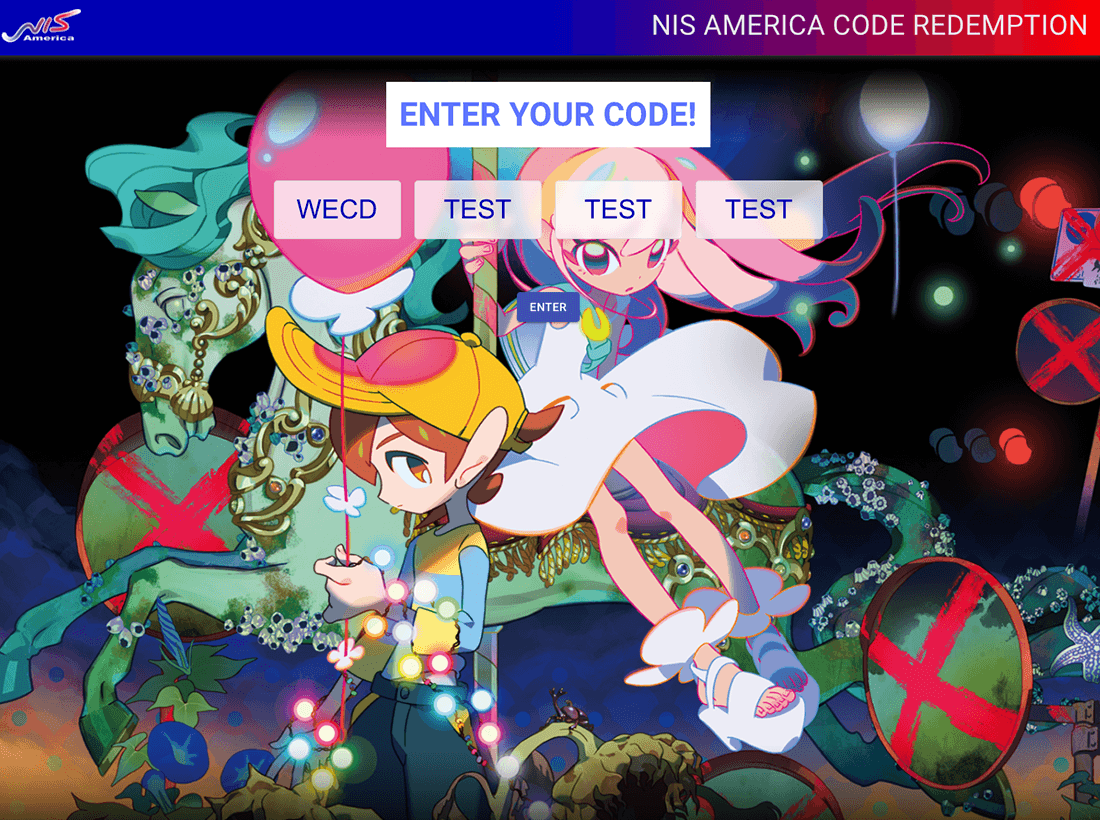 NIS
America
NIS AMERICA CODE REDEMPTION
ENTER YOUR CODE!
WECD TEST TEST TEST
ENTER